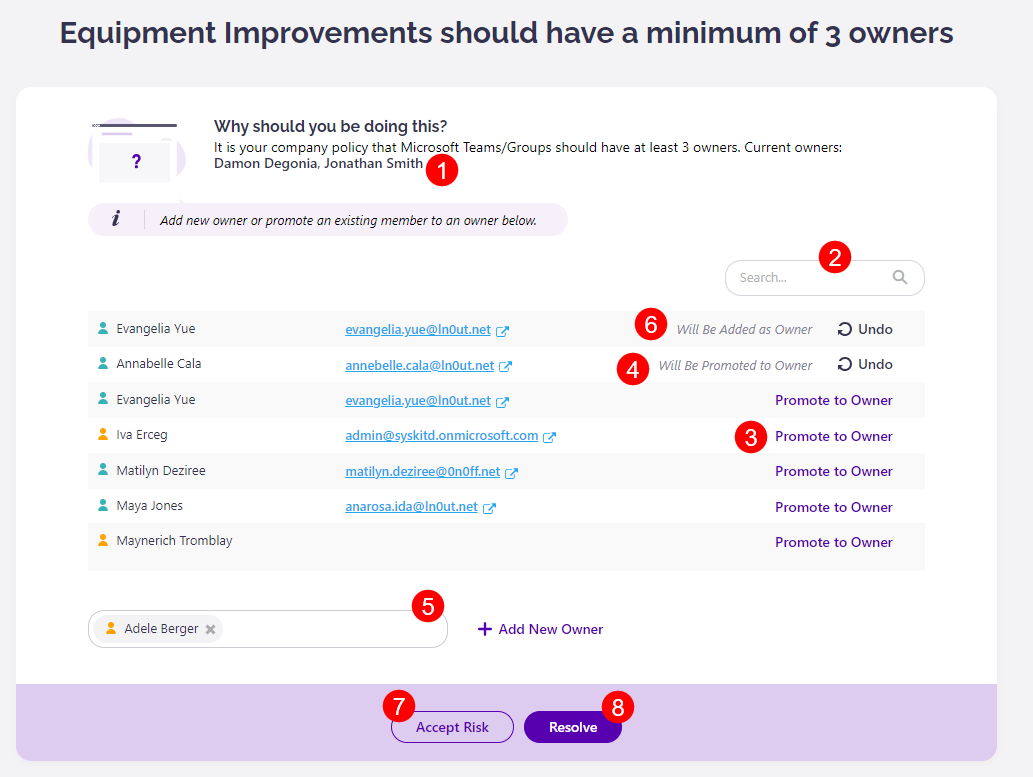 Equipment Improvements should have a minimum of 3 owners
Why should you be doing this?
It is your company policy that Microsoft Teams/Groups should have at least 3 owners. Current owners:
Damon Degonia, Jonathan Smith 1
?
i Add new owner or promote an existing member to an owner below.
2
Search...
Evangelia Yue evangelia.yue@ln0ut.net 6 Will Be Added as Owner Undo
Annabelle Cala annebelle.cala@ln0ut.net 4 Will Be Promoted to Owner Undo
Evangelia Yue evangelia.yue@ln0ut.net Promote to Owner
Iva Erceg admin@syskitd.onmicrosoft.com 3 Promote to Owner
Matilyn Deziree matilyn.deziree@0n0ff.net Promote to Owner
Maya Jones anarosa.ida@ln0ut.net Promote to Owner
Maynerich Tromblay Promote to Owner
5
Adele Berger + Add New Owner
7 8
Accept Risk Resolve